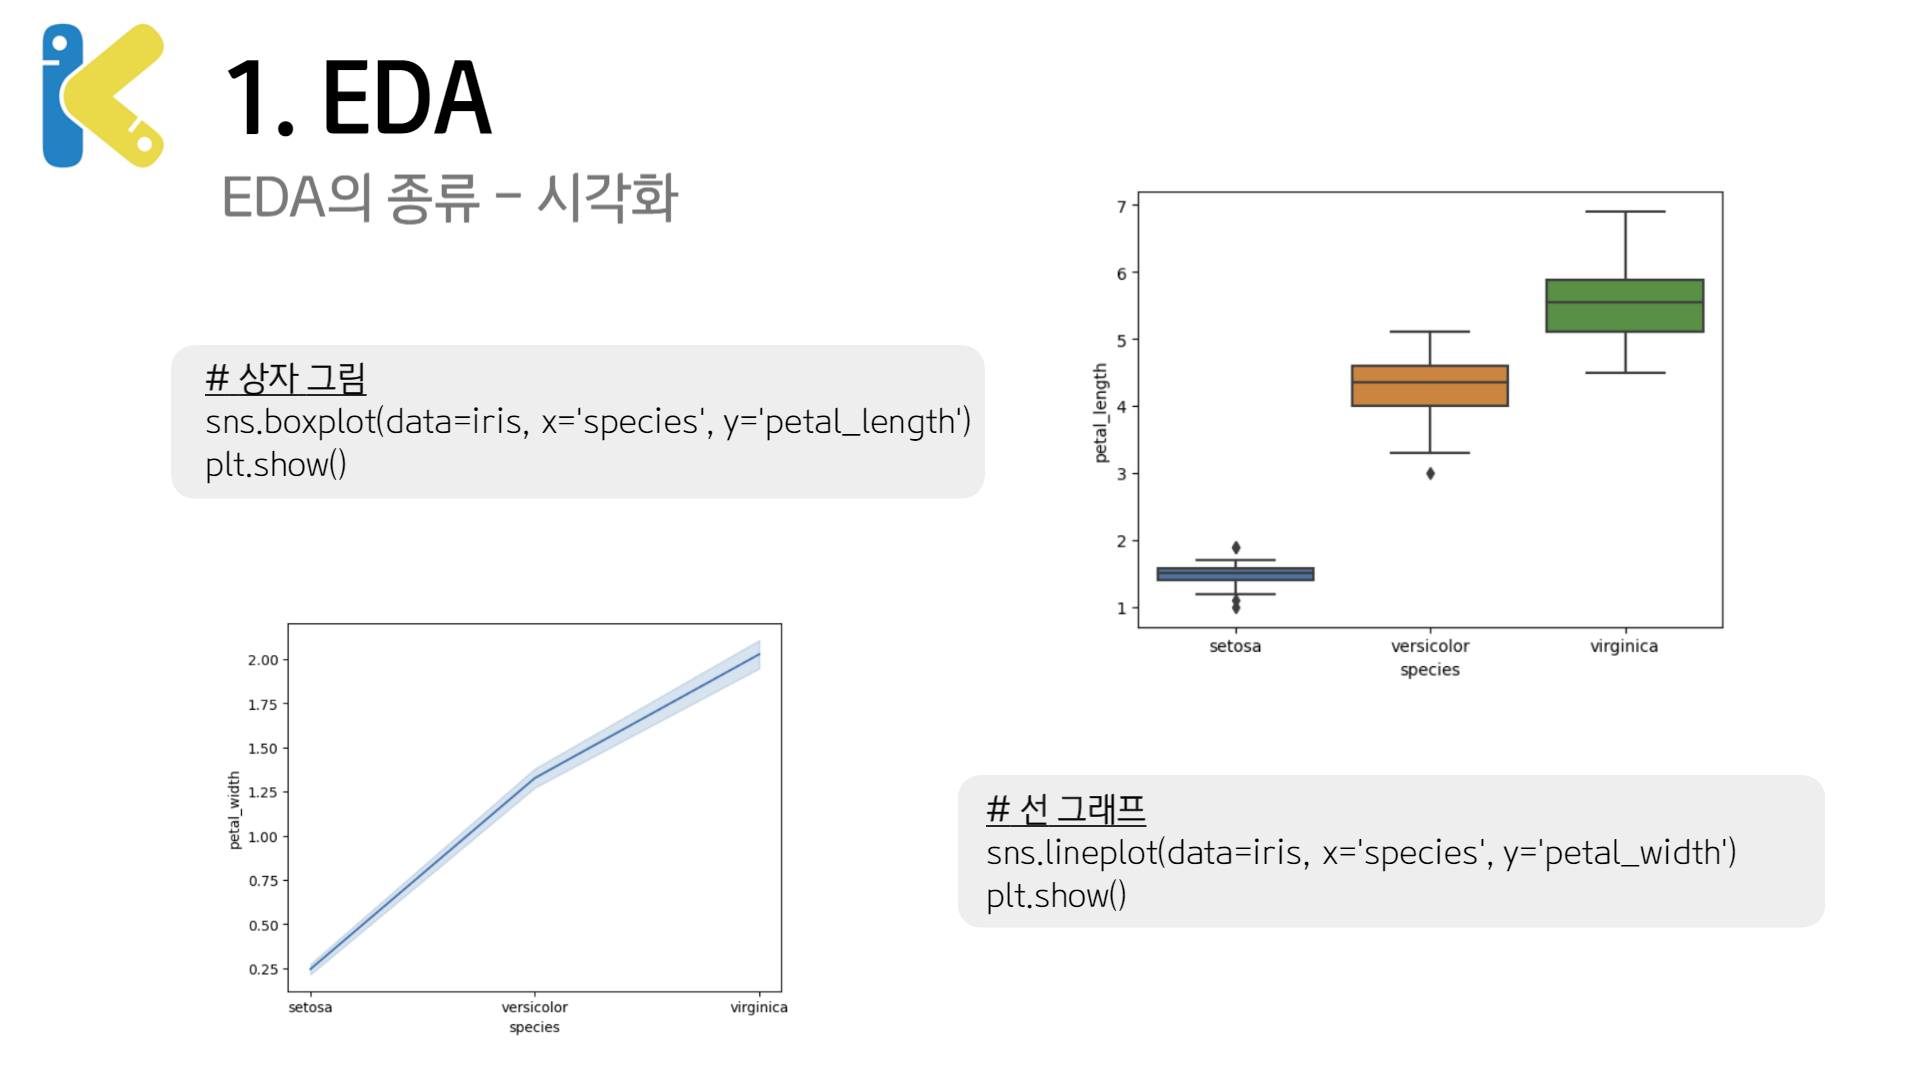 1. EDA
EDA의 종류 - 시각화
# 상자 그림
sns.boxplot(data=iris, x='species', y='petal_length')
plt.show()
7
6
5
4
3
2
1
petal_length
setosa versicolor virginica
species
2.00
1.75
1.50
1.25
1.00
0.75
0.50
0.25
petal_width
setosa versicolor virginica
species
# 선 그래프
sns.lineplot(data=iris, x='species', y='petal_width')
plt.show()